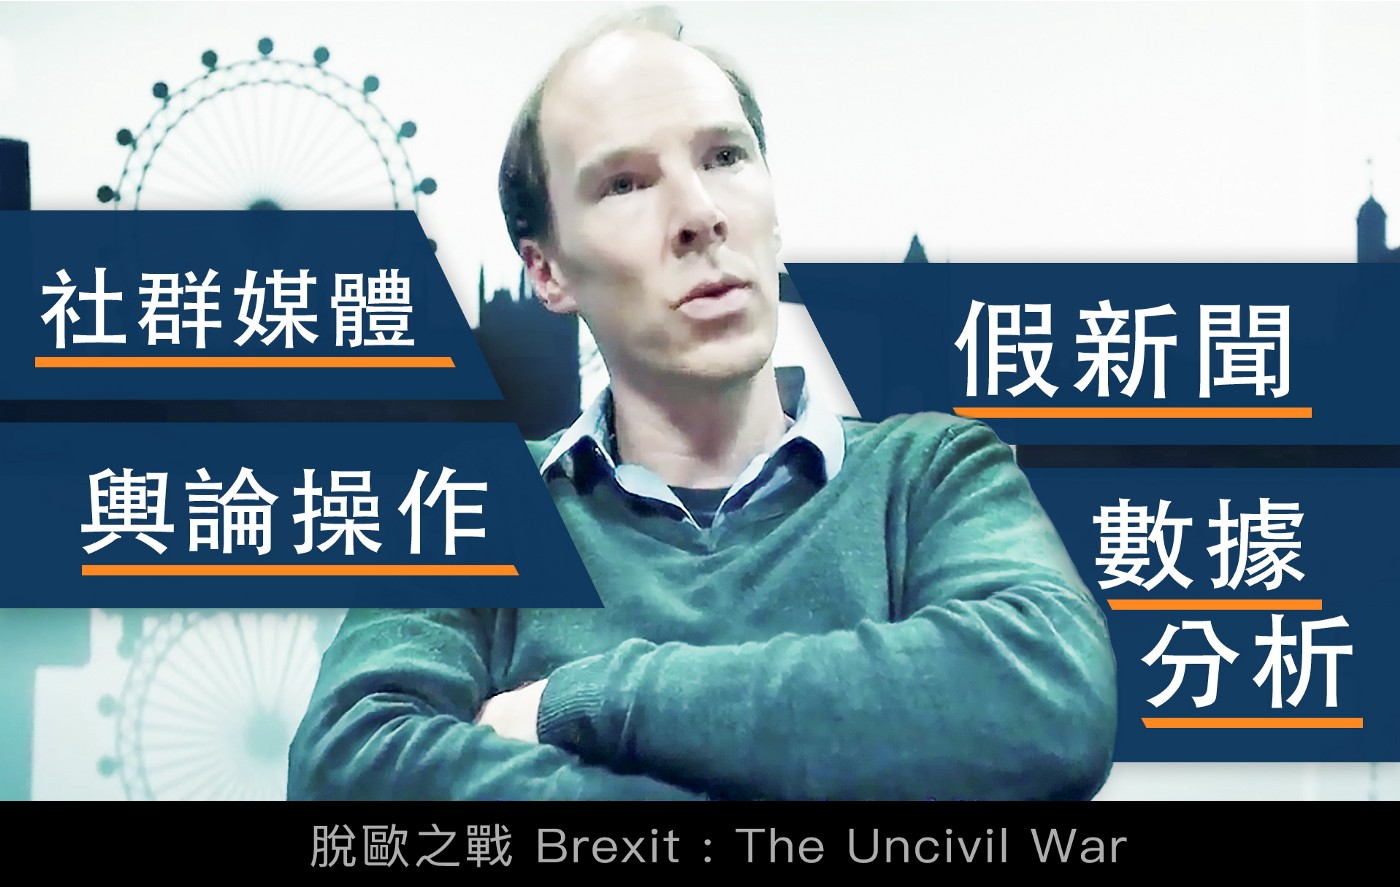 社群媒體
輿論操作
假新聞
數據
分析
脫歐之戰 Brexit : The Uncivil War